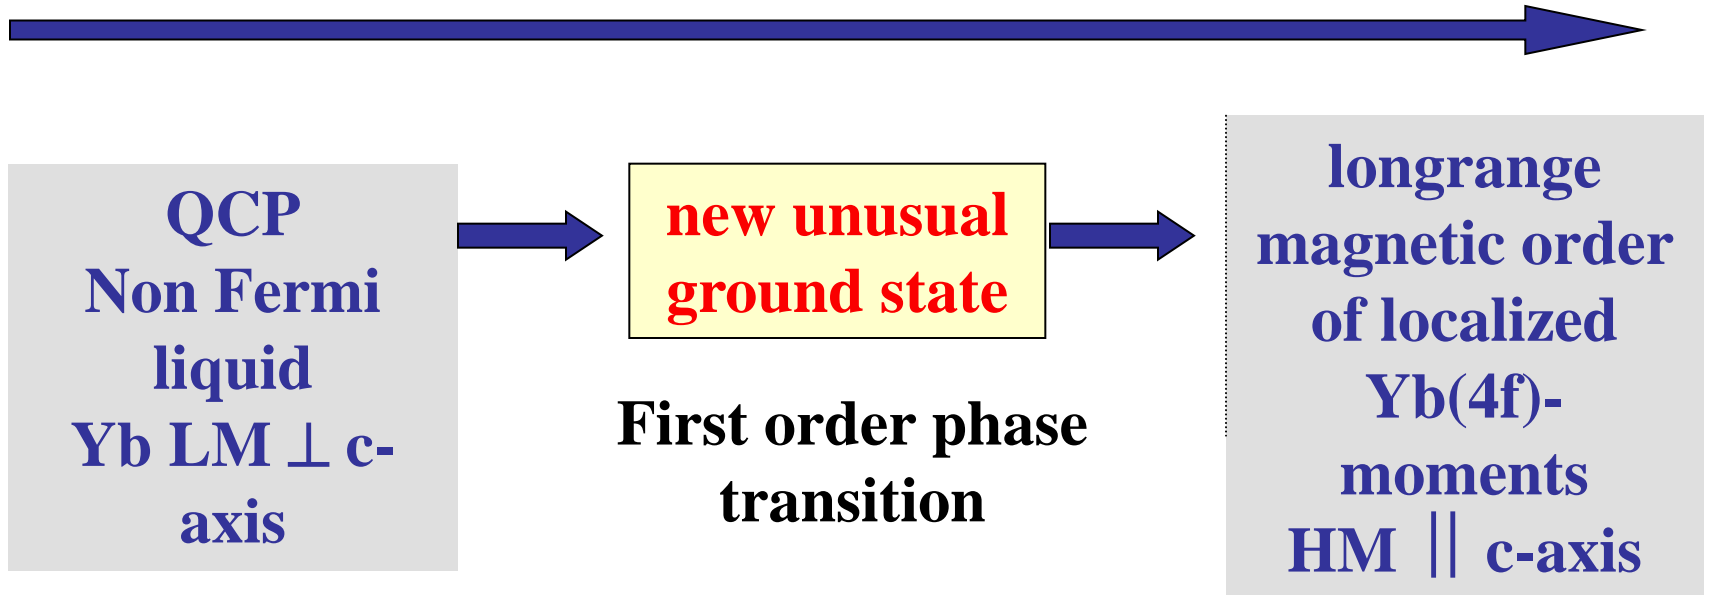 QCP
Non Fermi
liquid
Yb LM ⊥ c-
axis
new unusual
ground state
First order phase
transition
longrange
magnetic order
of localized
Yb(4f)-
moments
HM || c-axis